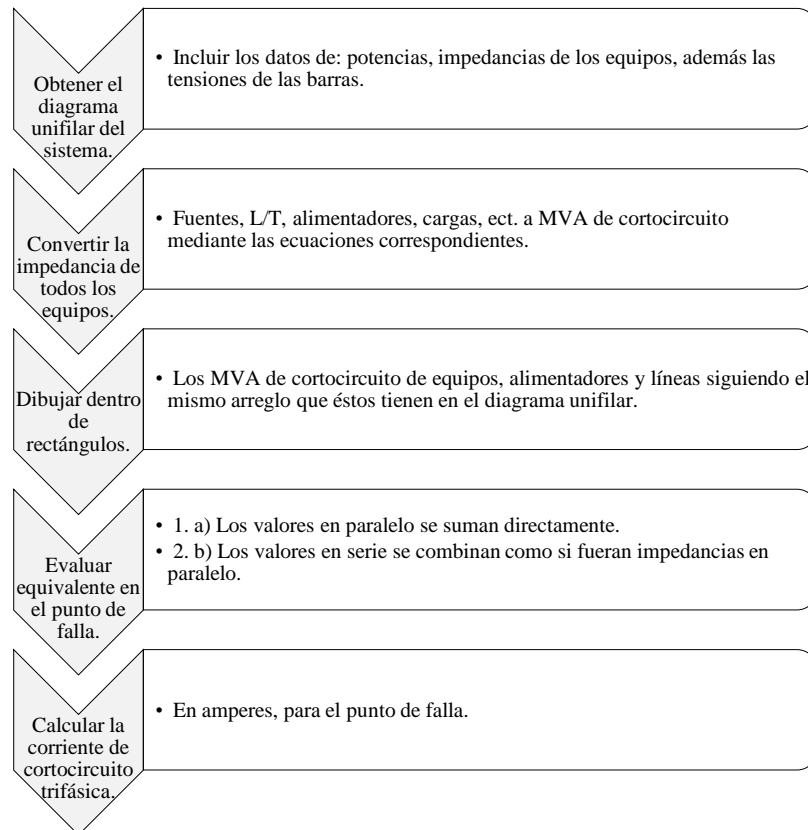 Obtener el
diagrama
unifilar del
sistema.
• Incluir los datos de: potencias, impedancias de los equipos, además las
tensiones de las barras.
Convertir la
impedancia de
todos los
equipos.
• Fuentes, L/T, alimentadores, cargas, ect. a MVA de cortocircuito
mediante las ecuaciones correspondientes.
Dibujar dentro
de
rectángulos.
• Los MVA de cortocircuito de equipos, alimentadores y líneas siguiendo el
mismo arreglo que éstos tienen en el diagrama unifilar.
Evaluar
equivalente en
el punto de
falla.
• 1. a) Los valores en paralelo se suman directamente.
• 2. b) Los valores en serie se combinan como si fueran impedancias en
paralelo.
Calcular la
corriente de
cortocircuito
trifásica.
• En amperes, para el punto de falla.